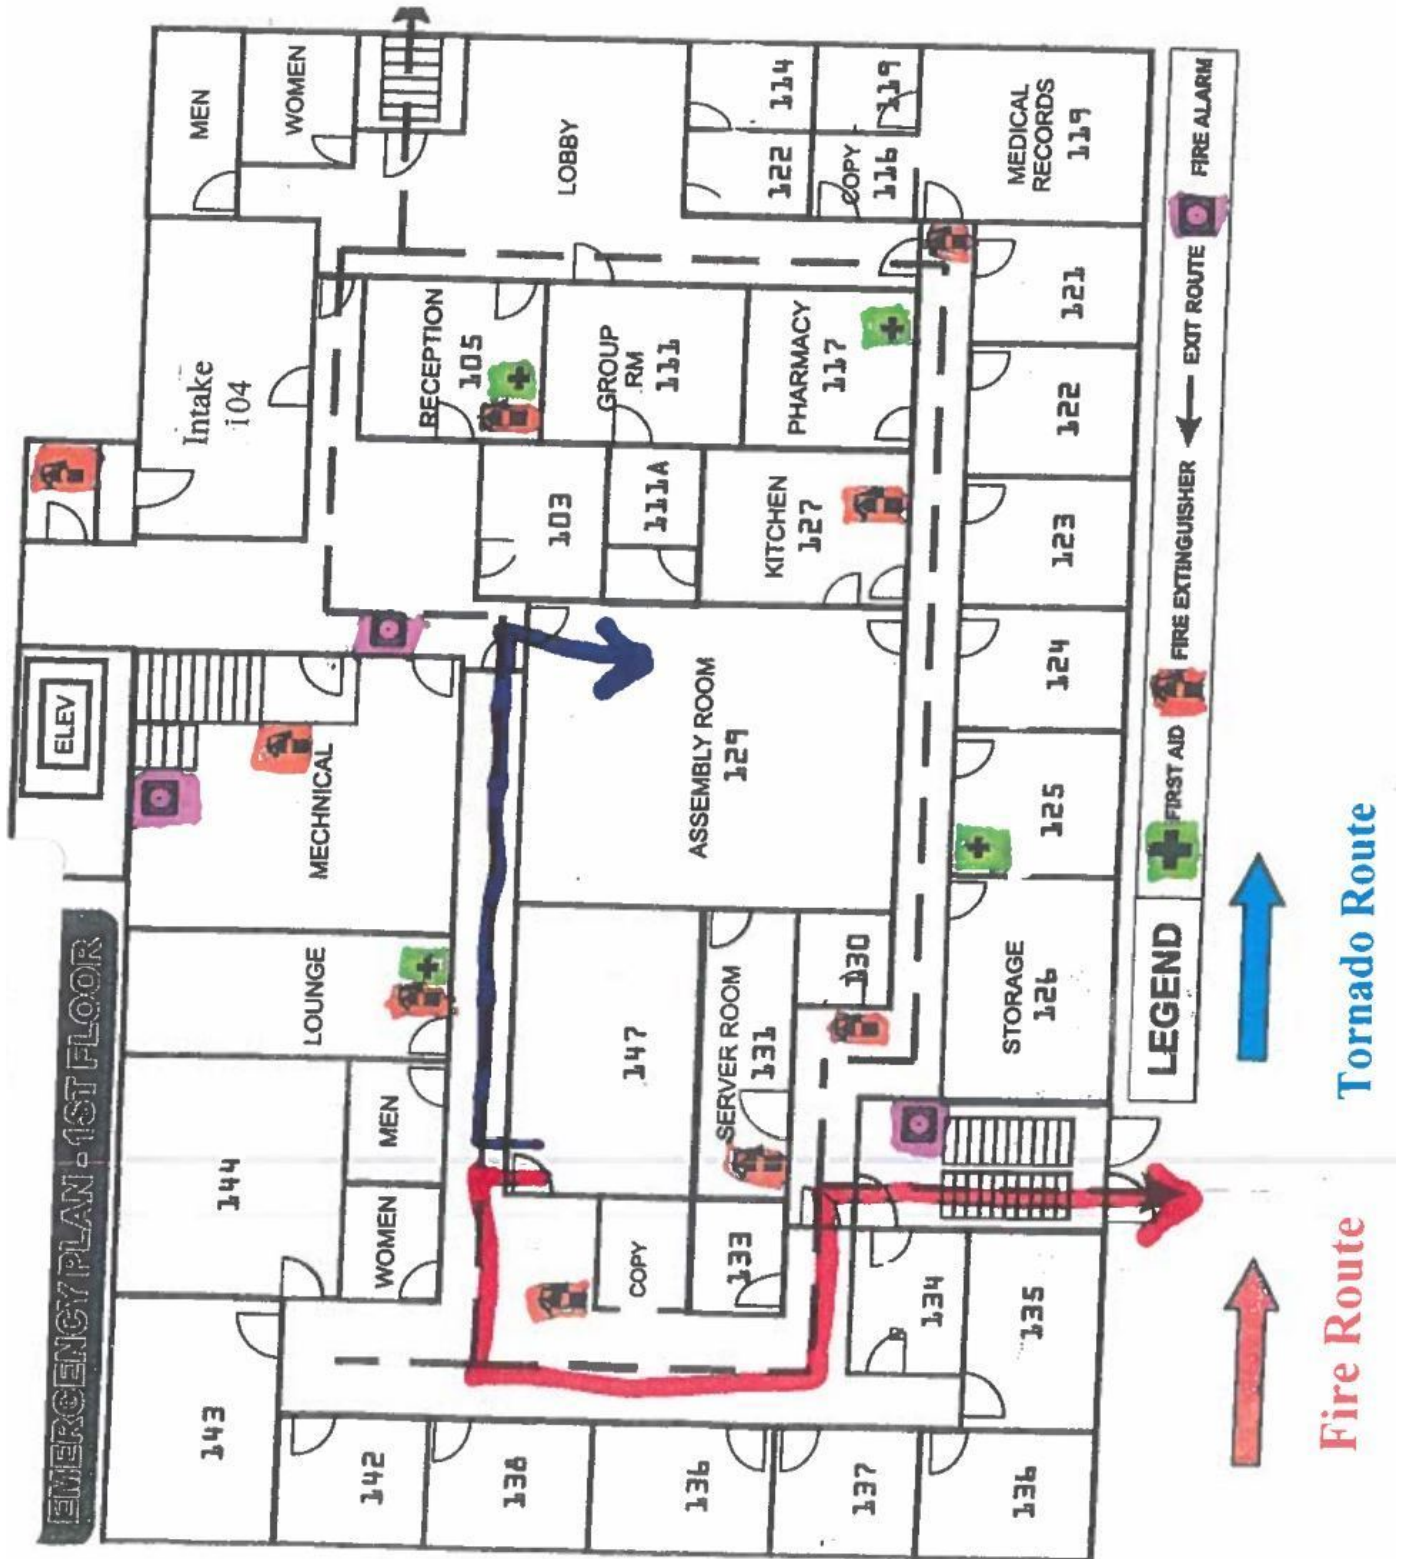 EMERGENCY PLAN - 1ST FLOOR
ELEV
MEN
WOMEN
LOBBY
114
122
119
COPY
116
MEDICAL
RECORDS
119
Intake
104
RECEPTION
105
GROUP
RM
111
PHARMACY
117
121
122
103
111A
KITCHEN
127
123
124
MECHNICAL
ASSEMBLY ROOM
129
125
LOUNGE
147
SERVER ROOM
131
130
STORAGE
126
144
MEN
WOMEN
COPY
133
134
135
143
142
138
136
137
136
LEGEND
FIRST AID
FIRE EXTINGUISHER
EXIT ROUTE
FIRE ALARM
Fire Route
Tornado Route